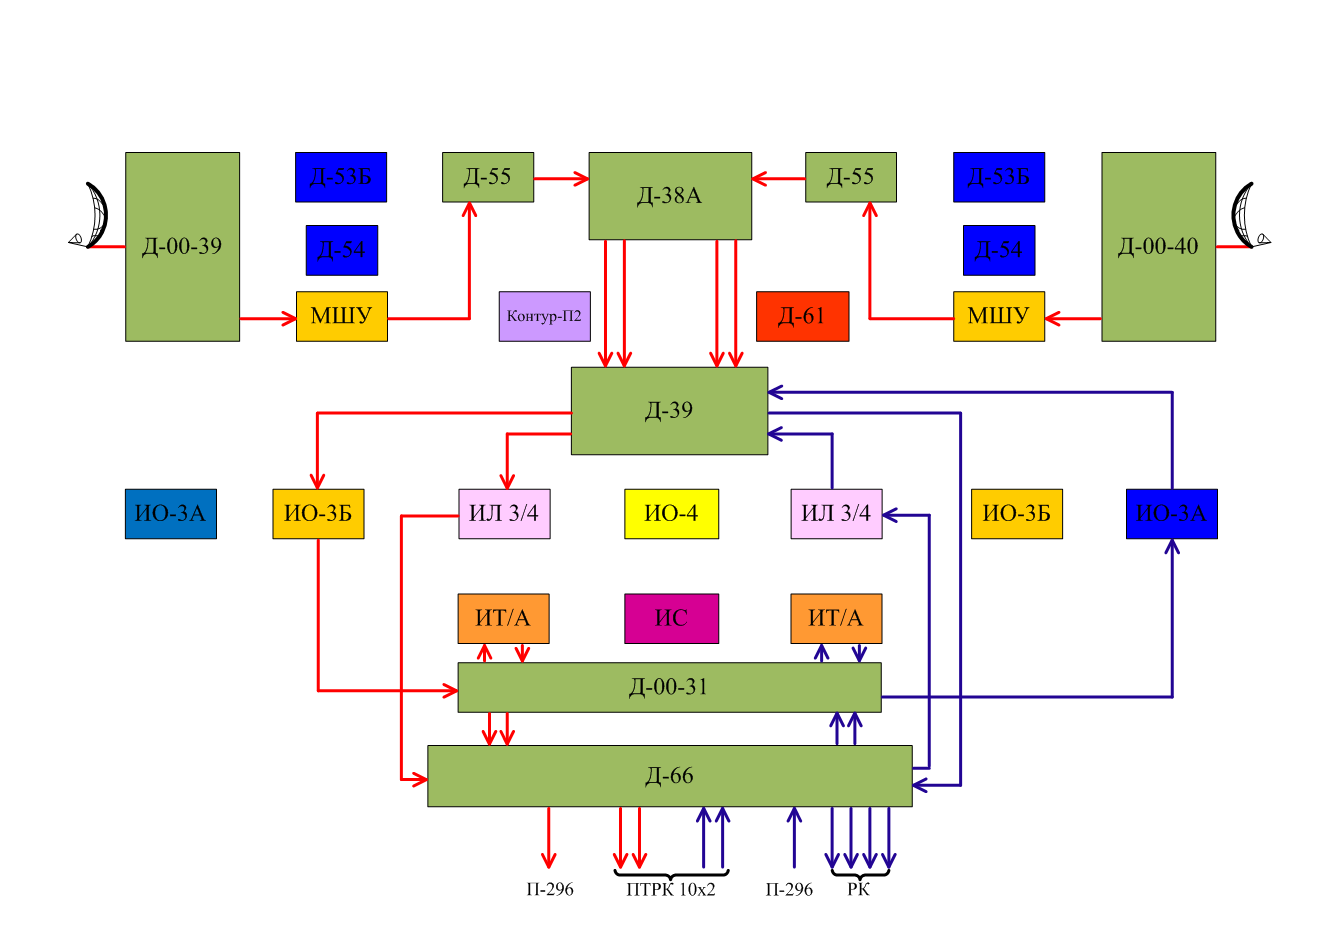 Д-53Б
Д-55
Д-38А
Д-55
Д-53Б
Д-00-39
Д-54
Д-54
Д-00-40
МШУ
Контур-П2
Д-61
МШУ
Д-39
ИО-3А
ИО-3Б
ИЛ 3/4
ИО-4
ИЛ 3/4
ИО-3Б
ИО-3А
ИТ/А
ИС
ИТ/А
Д-00-31
Д-66
П-296
ПТРК 10х2
П-296
РК